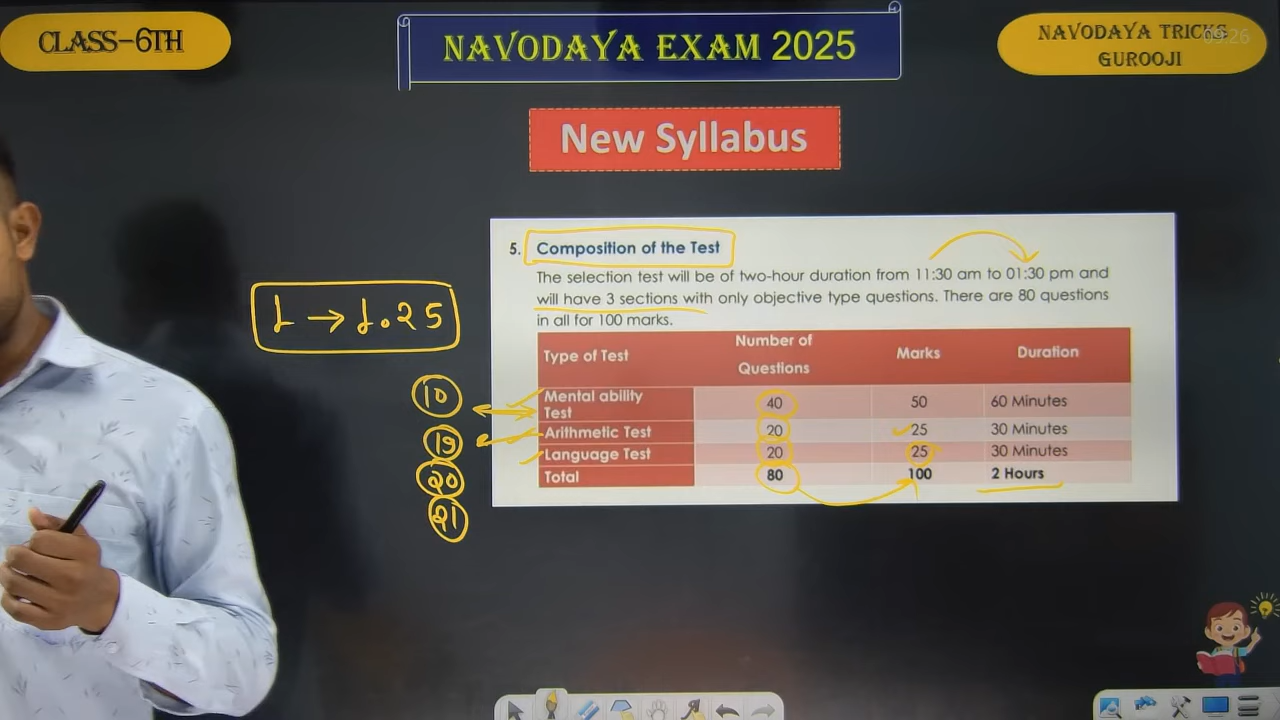 CLASS-6TH
NAVODAYA EXAM 2025
NAVODAYA TRICKS
GUROOJI
New Syllabus
5. Composition of the Test
The selection test will be of two-hour duration from 11:30 am to 01:30 pm and
will have 3 sections with only objective type questions. There are 80 questions
in all for 100 marks.
1 → 1.25
Type of Test Number of Questions Marks Duration
Mental ability Test 40 50 60 Minutes
Arithmetic Test 20 25 30 Minutes
Language Test 20 25 30 Minutes
Total 80 100 2 Hours
10
19
20
21